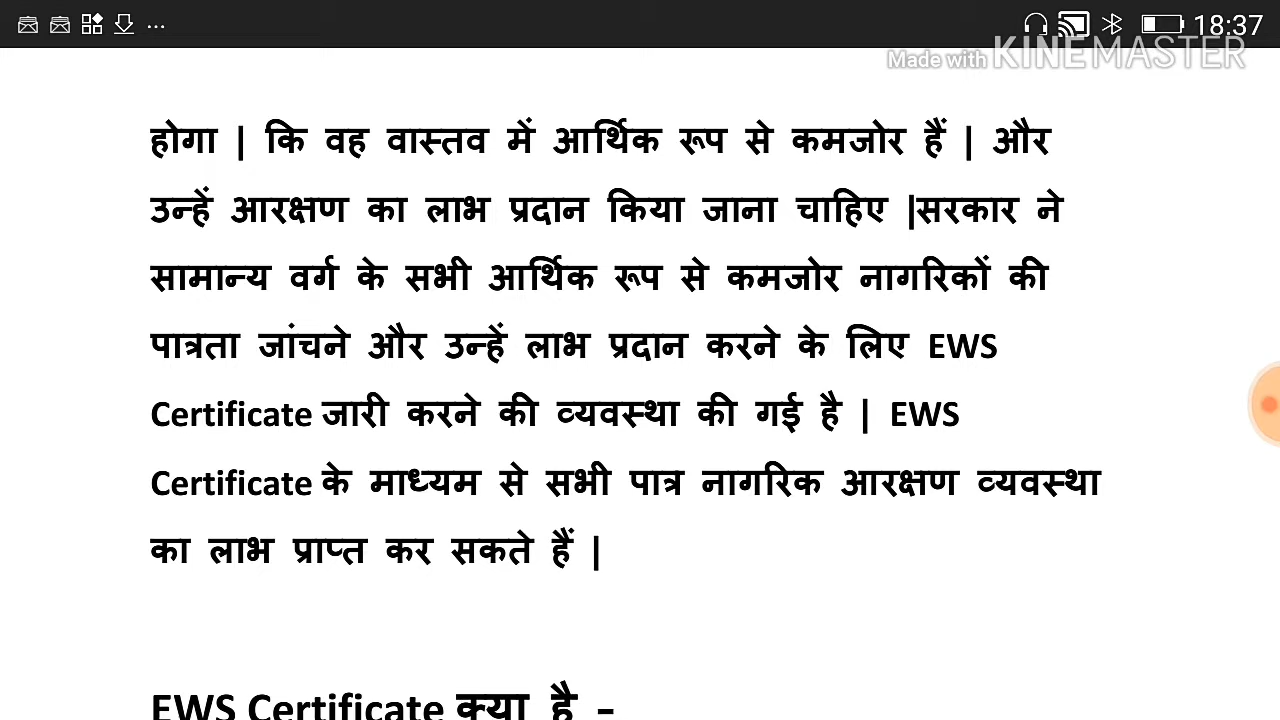 ... 18:37
Made with KINEMASTER
होगा | कि वह वास्तव में आर्थिक रूप से कमजोर हैं | और
उन्हें आरक्षण का लाभ प्रदान किया जाना चाहिए |सरकार ने
सामान्य वर्ग के सभी आर्थिक रूप से कमजोर नागरिकों की
पात्रता जांचने और उन्हें लाभ प्रदान करने के लिए EWS
Certificate जारी करने की व्यवस्था की गई है | EWS
Certificate के माध्यम से सभी पात्र नागरिक आरक्षण व्यवस्था
का लाभ प्राप्त कर सकते हैं |
EWS Certificate क्या है -